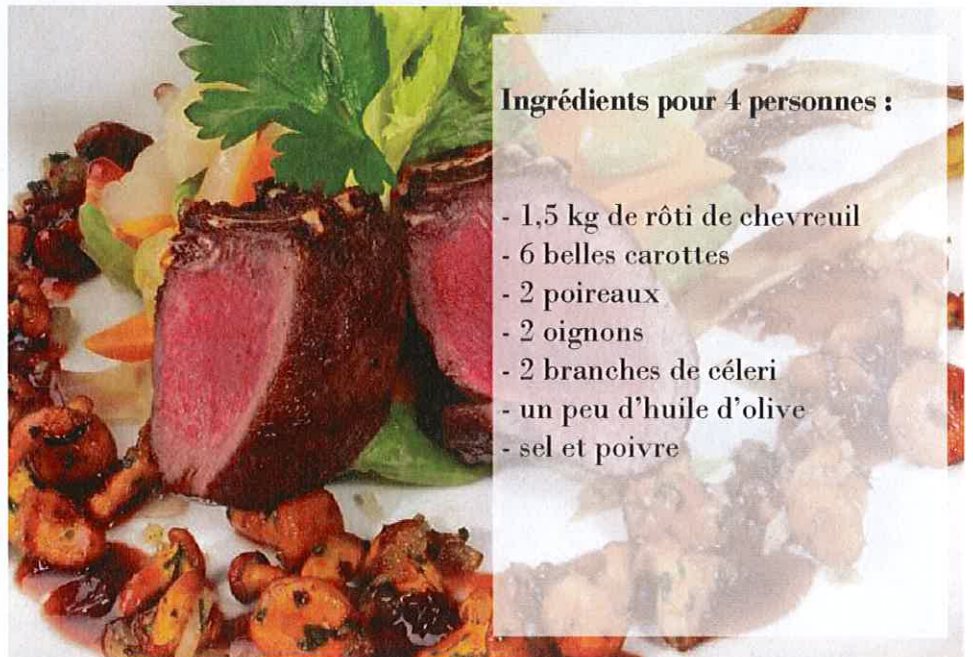 Ingrédients pour 4 personnes :
- 1,5 kg de rôti de chevreuil
- 6 belles carottes
- 2 poireaux
- 2 oignons
- 2 branches de céleri
- un peu d’huile d’olive
- sel et poivre